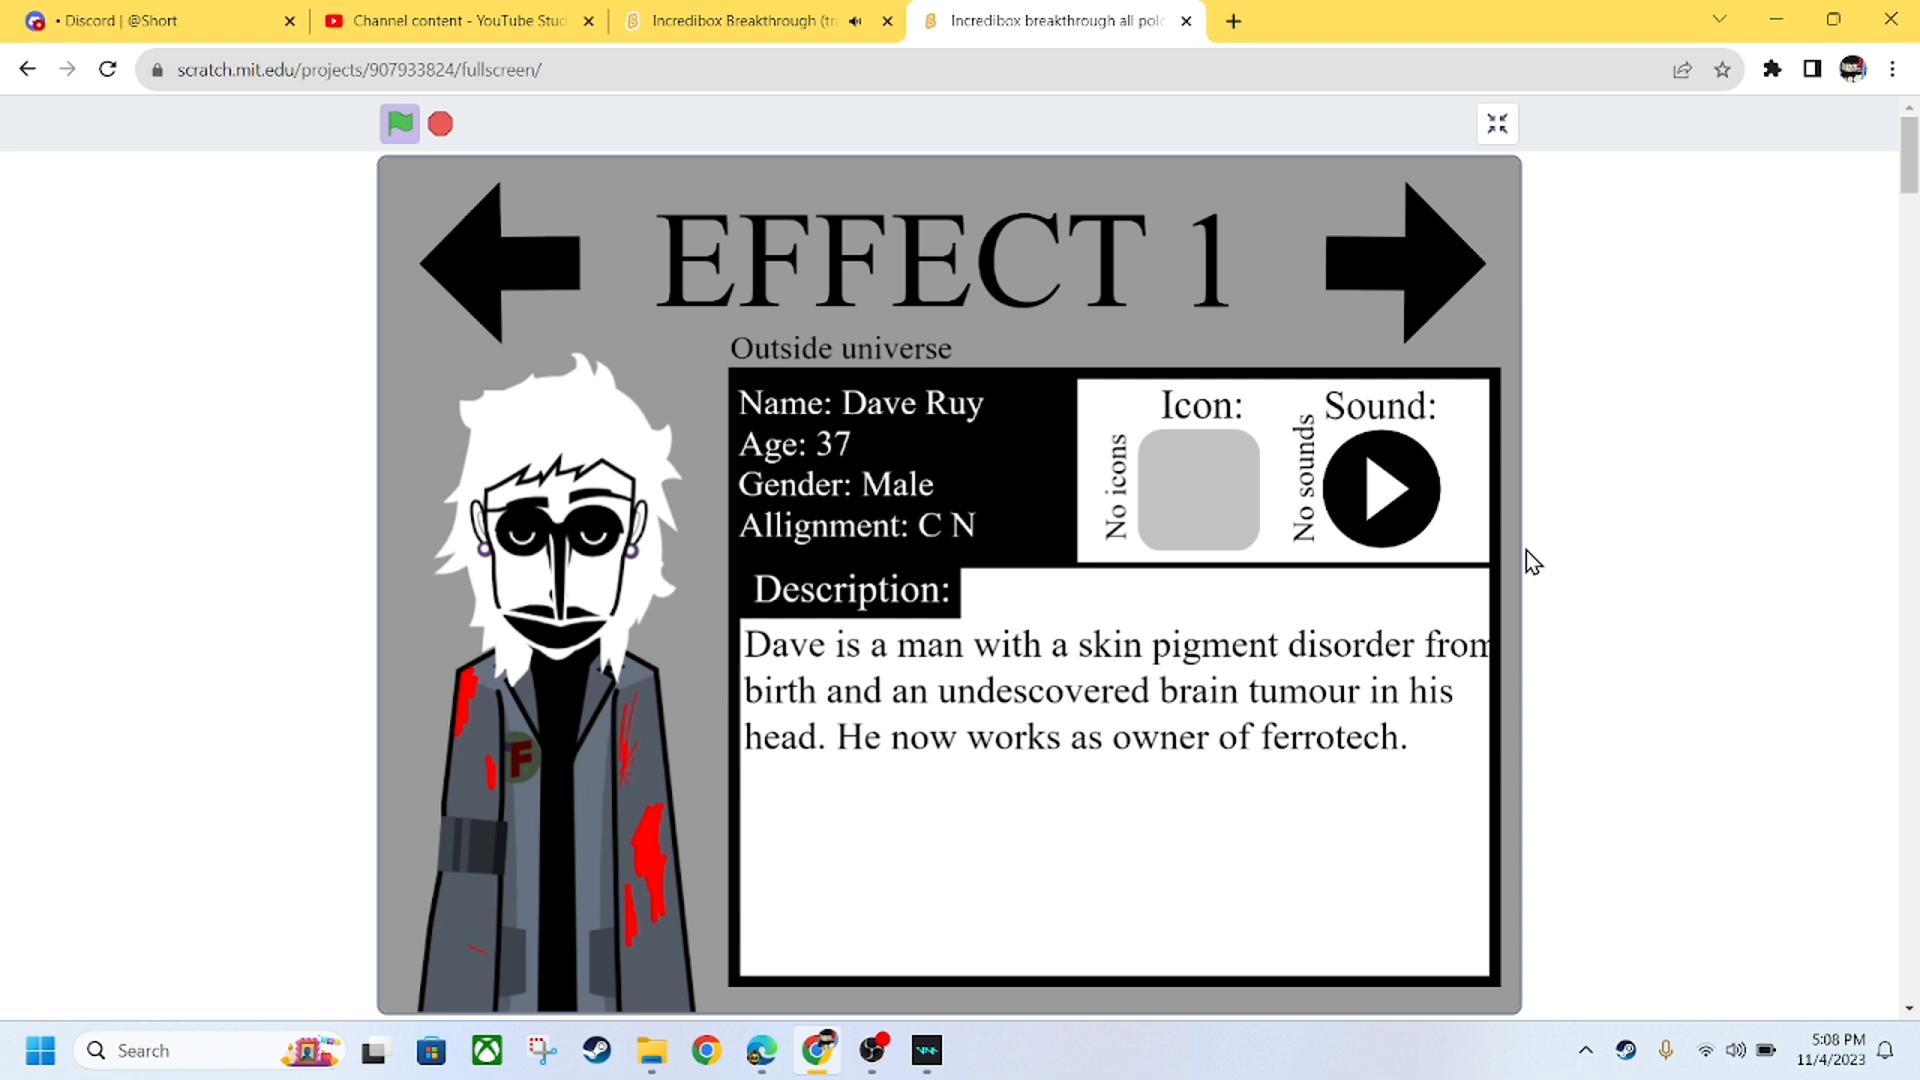 • Discord | @Short
Channel content - YouTube Stud
Incredibox Breakthrough (tr
Incredibox breakthrough all polo
scratch.mit.edu/projects/907933824/fullscreen/
EFFECT 1
Outside universe
Name: Dave Ruy
Age: 37
Gender: Male
Allignment: C N
Icon:
No icons
Sound:
No sounds
Description:
Dave is a man with a skin pigment disorder from
birth and an undescovered brain tumour in his
head. He now works as owner of ferrotech.
F
Search
5:08 PM
11/4/2023